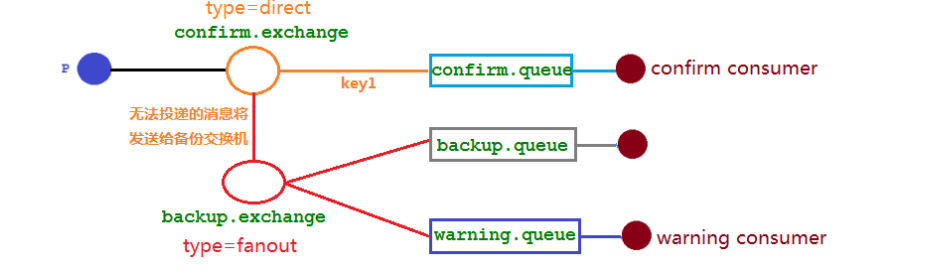 type=direct
confirm.exchange
P
confirm.queue
confirm consumer
key1
无法投递的消息将
发送给备份交换机
backup.queue
backup.exchange
type=fanout
warning.queue
warning consumer